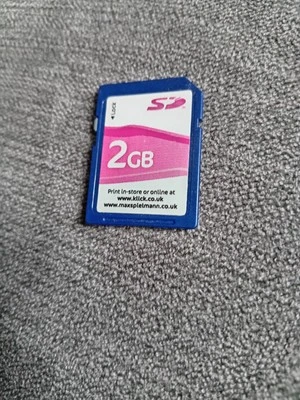 LOCK
SD
2GB
Print in-store or online at
www.klick.co.uk
www.maxspielmann.co.uk